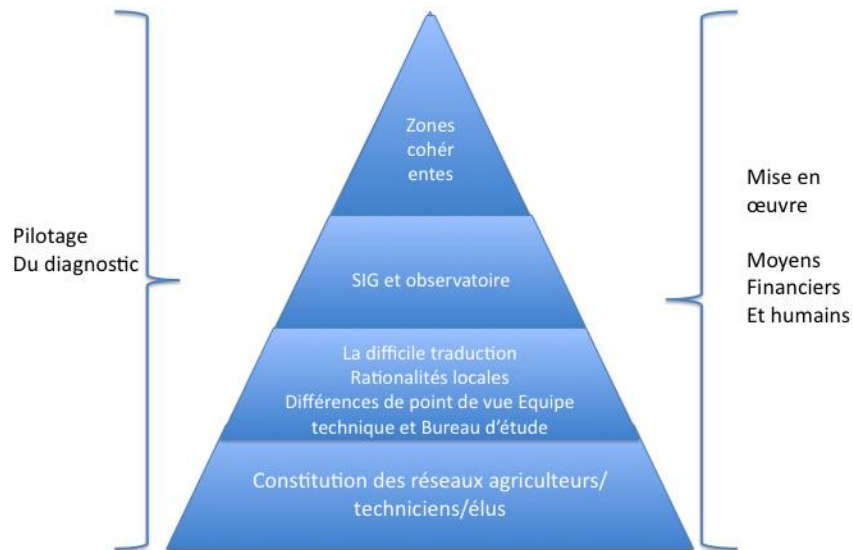 Pilotage
Du diagnostic
Zones
cohér
entes
SIG et observatoire
La difficile traduction
Rationalités locales
Différences de point de vue Equipe
technique et Bureau d'étude
Constitution des réseaux agriculteurs/
techniciens/élus
Mise en
œuvre
Moyens
Financiers
Et humains